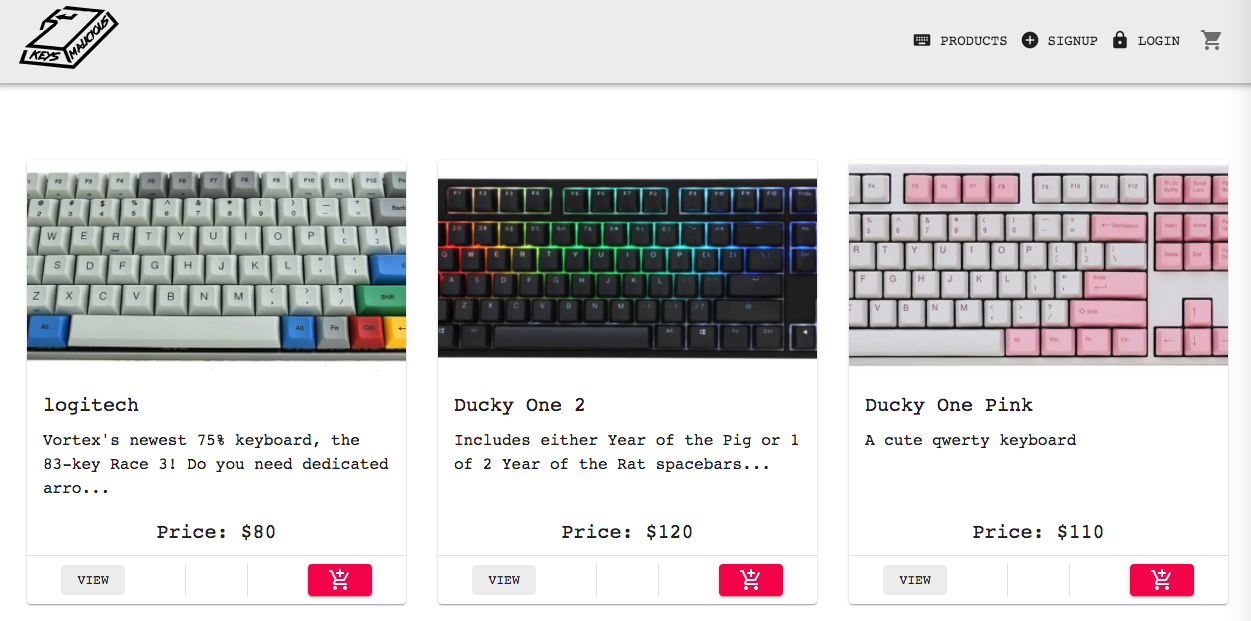 KEYS MALICIOUS
PRODUCTS SIGNUP LOGIN
logitech
Vortex's newest 75% keyboard, the
83-key Race 3! Do you need dedicated
arro...
Price: $80
VIEW
Ducky One 2
Includes either Year of the Pig or 1
of 2 Year of the Rat spacebars...
Price: $120
VIEW
Ducky One Pink
A cute qwerty keyboard
Price: $110
VIEW